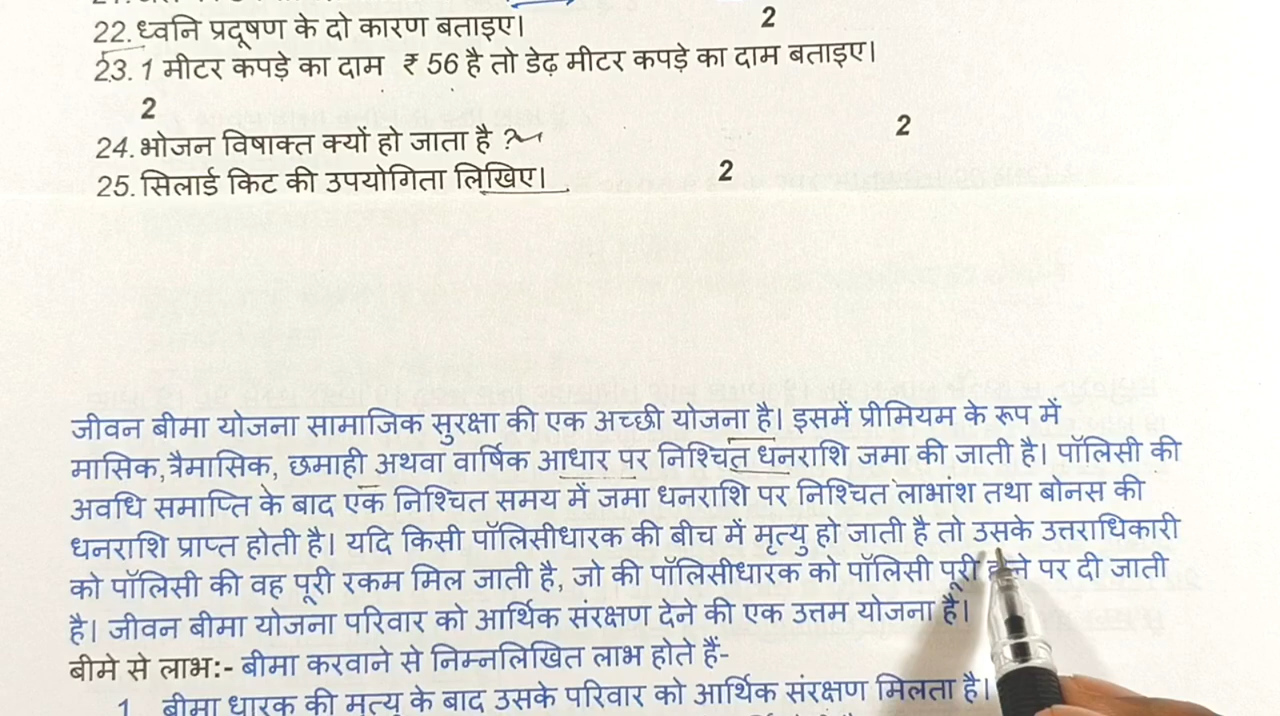 22. ध्वनि प्रदूषण के दो कारण बताइए। 2
23. 1 मीटर कपड़े का दाम ₹ 56 है तो डेढ़ मीटर कपड़े का दाम बताइए।
2
24. भोजन विषाक्त क्यों हो जाता है ? 2
25. सिलाई किट की उपयोगिता लिखिए। 2
जीवन बीमा योजना सामाजिक सुरक्षा की एक अच्छी योजना है। इसमें प्रीमियम के रूप में
मासिक, त्रैमासिक, छमाही अथवा वार्षिक आधार पर निश्चित धनराशि जमा की जाती है। पॉलिसी की
अवधि समाप्ति के बाद एक निश्चित समय में जमा धनराशि पर निश्चित लाभांश तथा बोनस की
धनराशि प्राप्त होती है। यदि किसी पॉलिसीधारक की बीच में मृत्यु हो जाती है तो उसके उत्तराधिकारी
को पॉलिसी की वह पूरी रकम मिल जाती है, जो की पॉलिसीधारक को पॉलिसी पूरी होने पर दी जाती
है। जीवन बीमा योजना परिवार को आर्थिक संरक्षण देने की एक उत्तम योजना है।
बीमे से लाभ:- बीमा करवाने से निम्नलिखित लाभ होते हैं-
1. बीमा धारक की मृत्यु के बाद उसके परिवार को आर्थिक संरक्षण मिलता है।